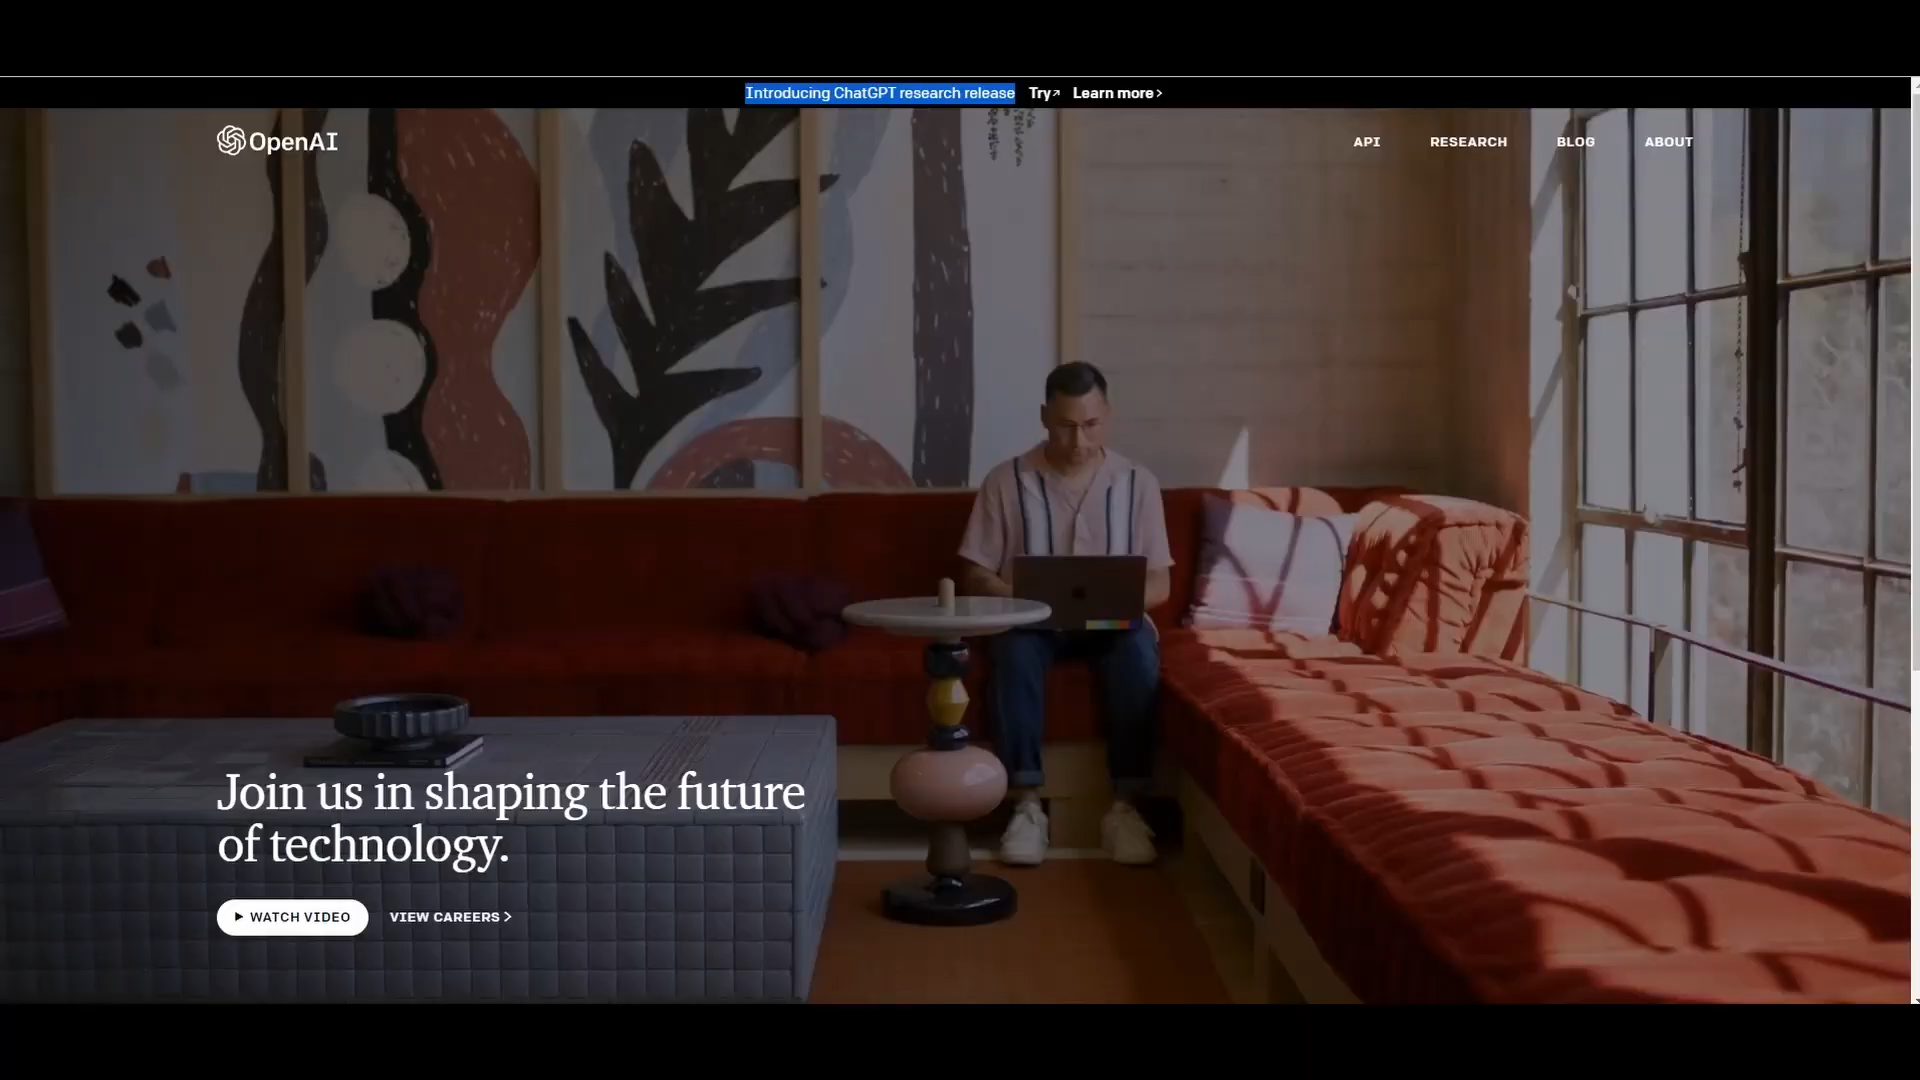 Introducing ChatGPT research release Try↗ Learn more >
OpenAI
API RESEARCH BLOG ABOUT
Join us in shaping the future
of technology.
WATCH VIDEO VIEW CAREERS >